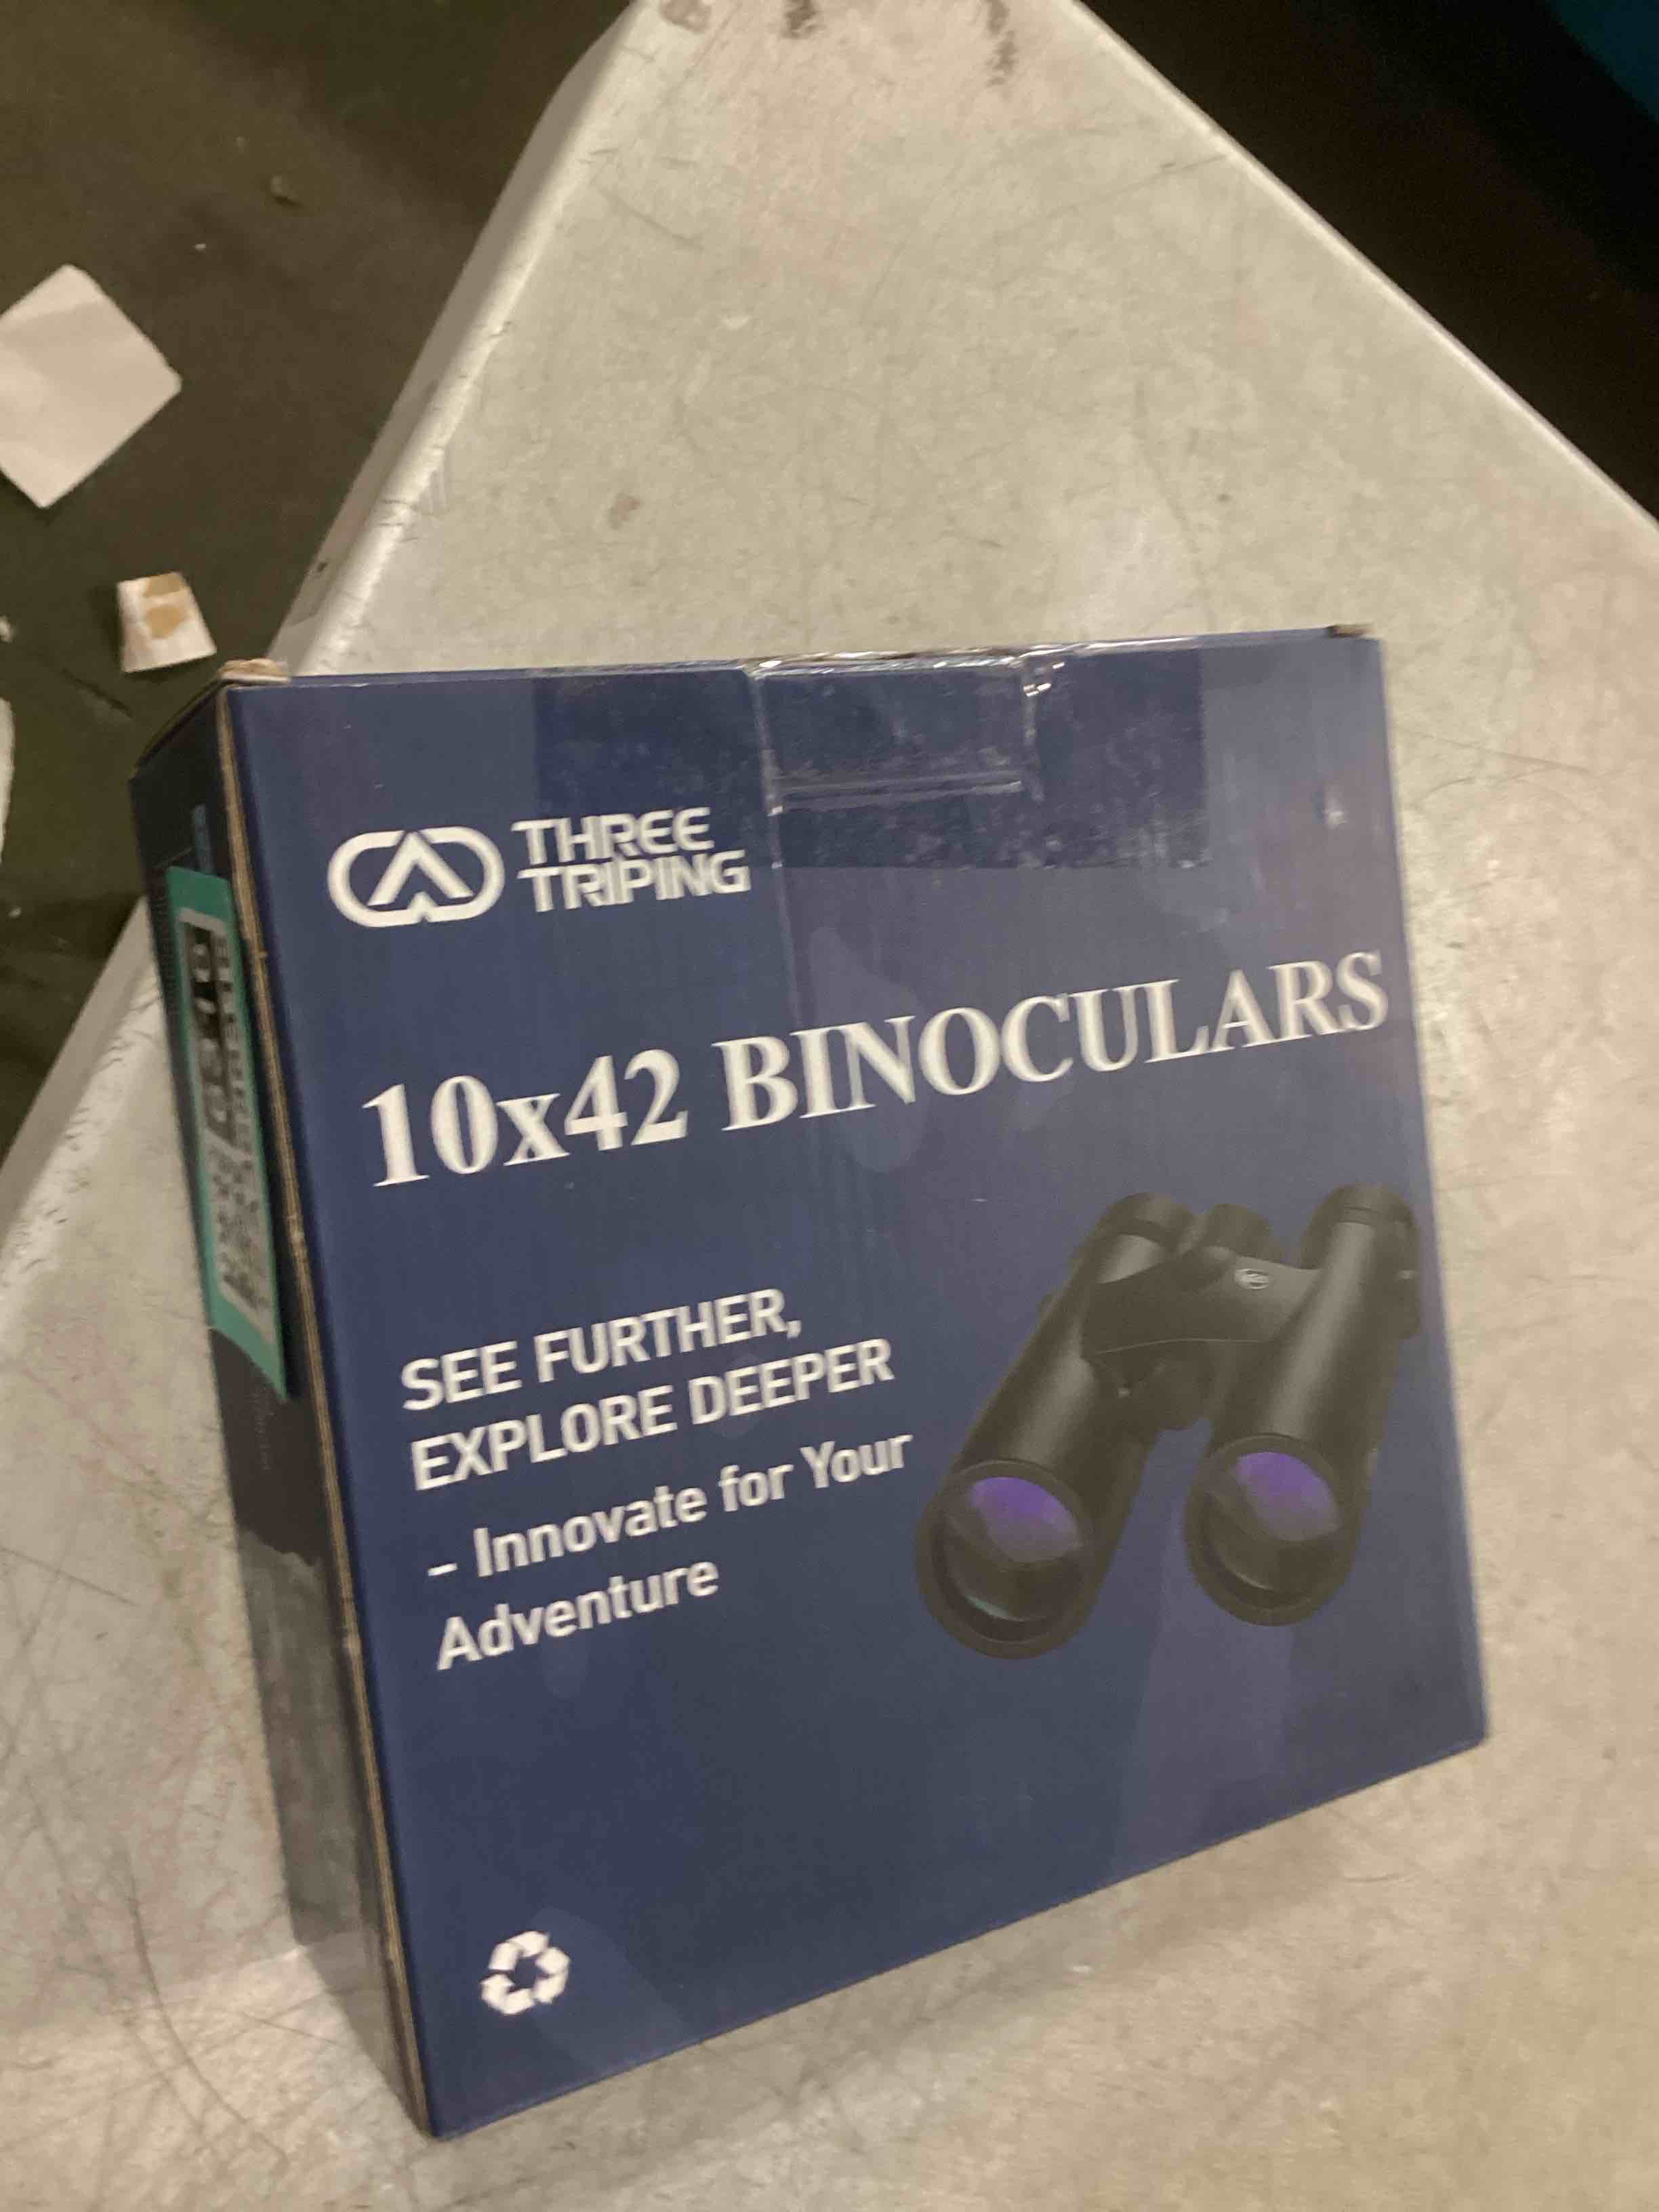 THREE
TRIPING
10x42 BINOCULARS
SEE FURTHER,
EXPLORE DEEPER
- Innovate for Your
Adventure